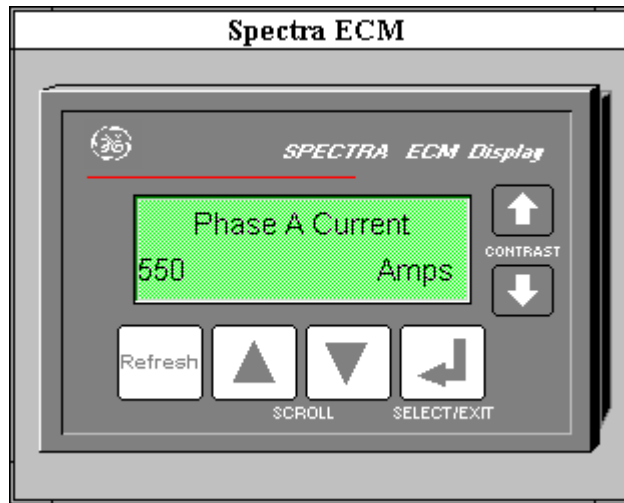 Spectra ECM
SPECTRA ECM Display
Phase A Current
550 Amps
CONTRAST
Refresh
SCROLL SELECT/EXIT